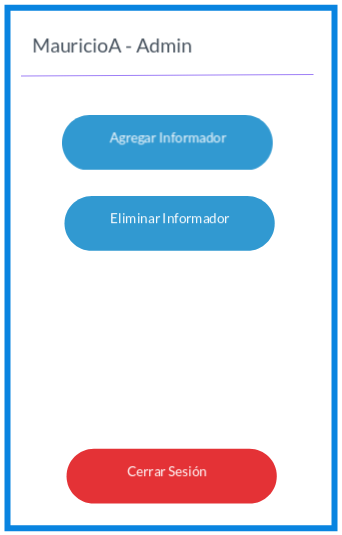 MauricioA - Admin
Agregar Informador
Eliminar Informador
Cerrar Sesión